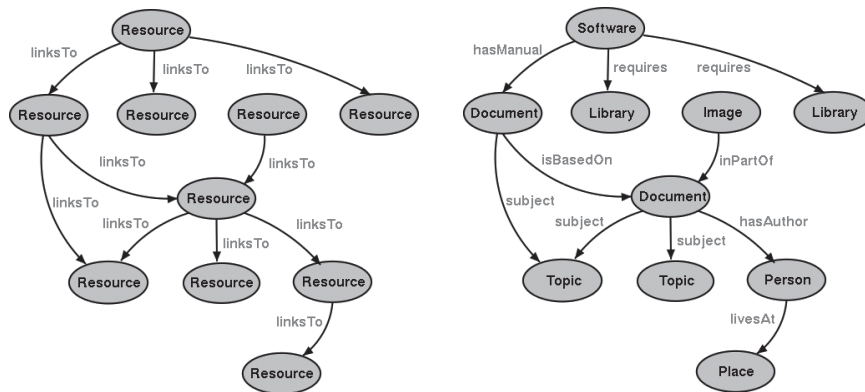 Resource
linksTo
linksTo
linksTo
Resource
Resource
Resource
Resource
linksTo
linksTo
linksTo
Resource
linksTo
linksTo
linksTo
Resource
Resource
Resource
linksTo
Resource
Software
hasManual
requires
requires
Document
Library
Image
Library
isBasedOn
inPartOf
subject
Document
subject
subject
hasAuthor
Topic
Topic
Person
livesAt
Place